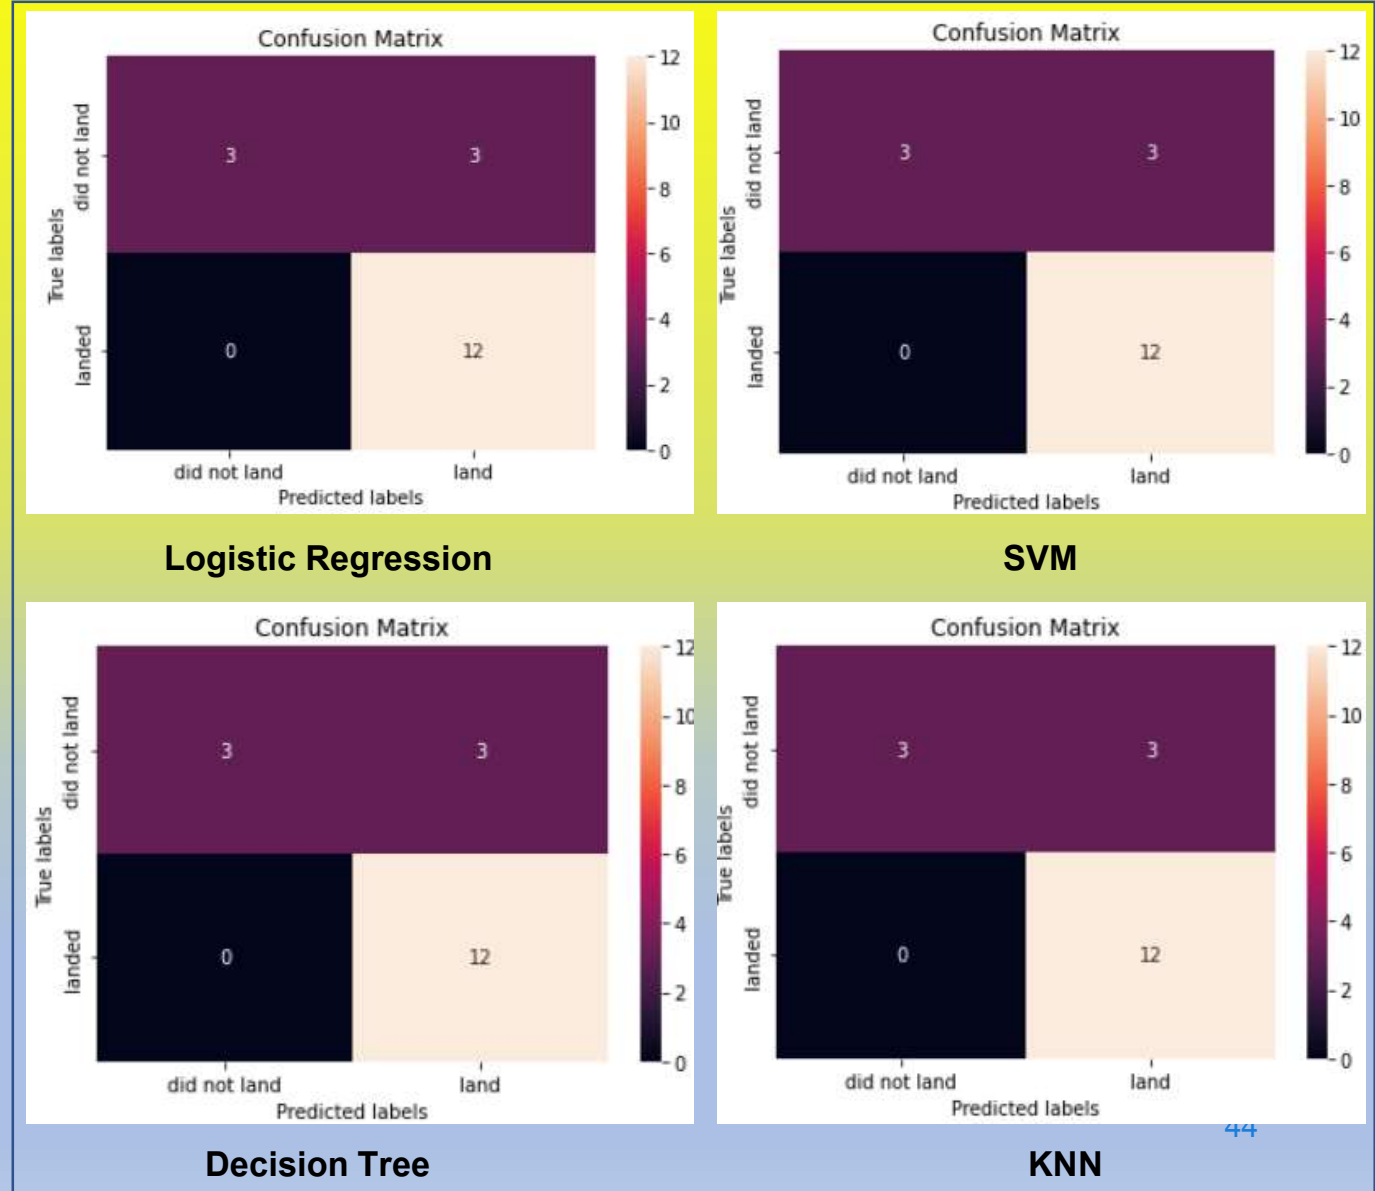 Confusion Matrix
12
10
8
6
4
2
0
True labels
did not land
landed
3 3
0 12
did not land land
Predicted labels
Logistic Regression
Confusion Matrix
12
10
8
6
4
2
0
True labels
did not land
landed
3 3
0 12
did not land land
Predicted labels
SVM
Confusion Matrix
12
10
8
6
4
2
0
True labels
did not land
landed
3 3
0 12
did not land land
Predicted labels
Decision Tree
Confusion Matrix
12
10
8
6
4
2
0
True labels
did not land
landed
3 3
0 12
did not land land
Predicted labels
44
KNN